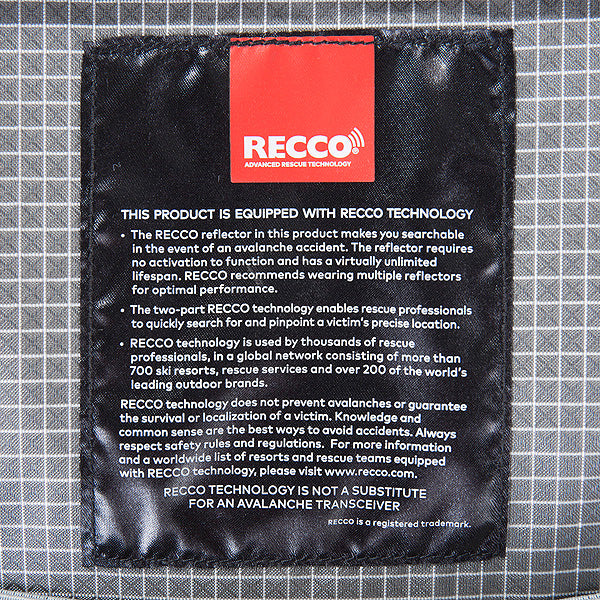 RECCO
ADVANCED RESCUE TECHNOLOGY
THIS PRODUCT IS EQUIPPED WITH RECCO TECHNOLOGY
• The RECCO reflector in this product makes you searchable
in the event of an avalanche accident. The reflector requires
no activation to function and has a virtually unlimited
lifespan. RECCO recommends wearing multiple reflectors
for optimal performance.
• The two-part RECCO technology enables rescue professionals
to quickly search for and pinpoint a victim's precise location.
• RECCO technology is used by thousands of rescue
professionals, in a global network consisting of more than
700 ski resorts, rescue services and over 200 of the world's
leading outdoor brands.
RECCO technology does not prevent avalanches or guarantee
the survival or localization of a victim. Knowledge and
common sense are the best ways to avoid accidents. Always
respect safety rules and regulations. For more information
and a worldwide list of resorts and rescue teams equipped
with RECCO technology, please visit www.recco.com.
RECCO TECHNOLOGY IS NOT A SUBSTITUTE
FOR AN AVALANCHE TRANSCEIVER
RECCO is a registered trademark.